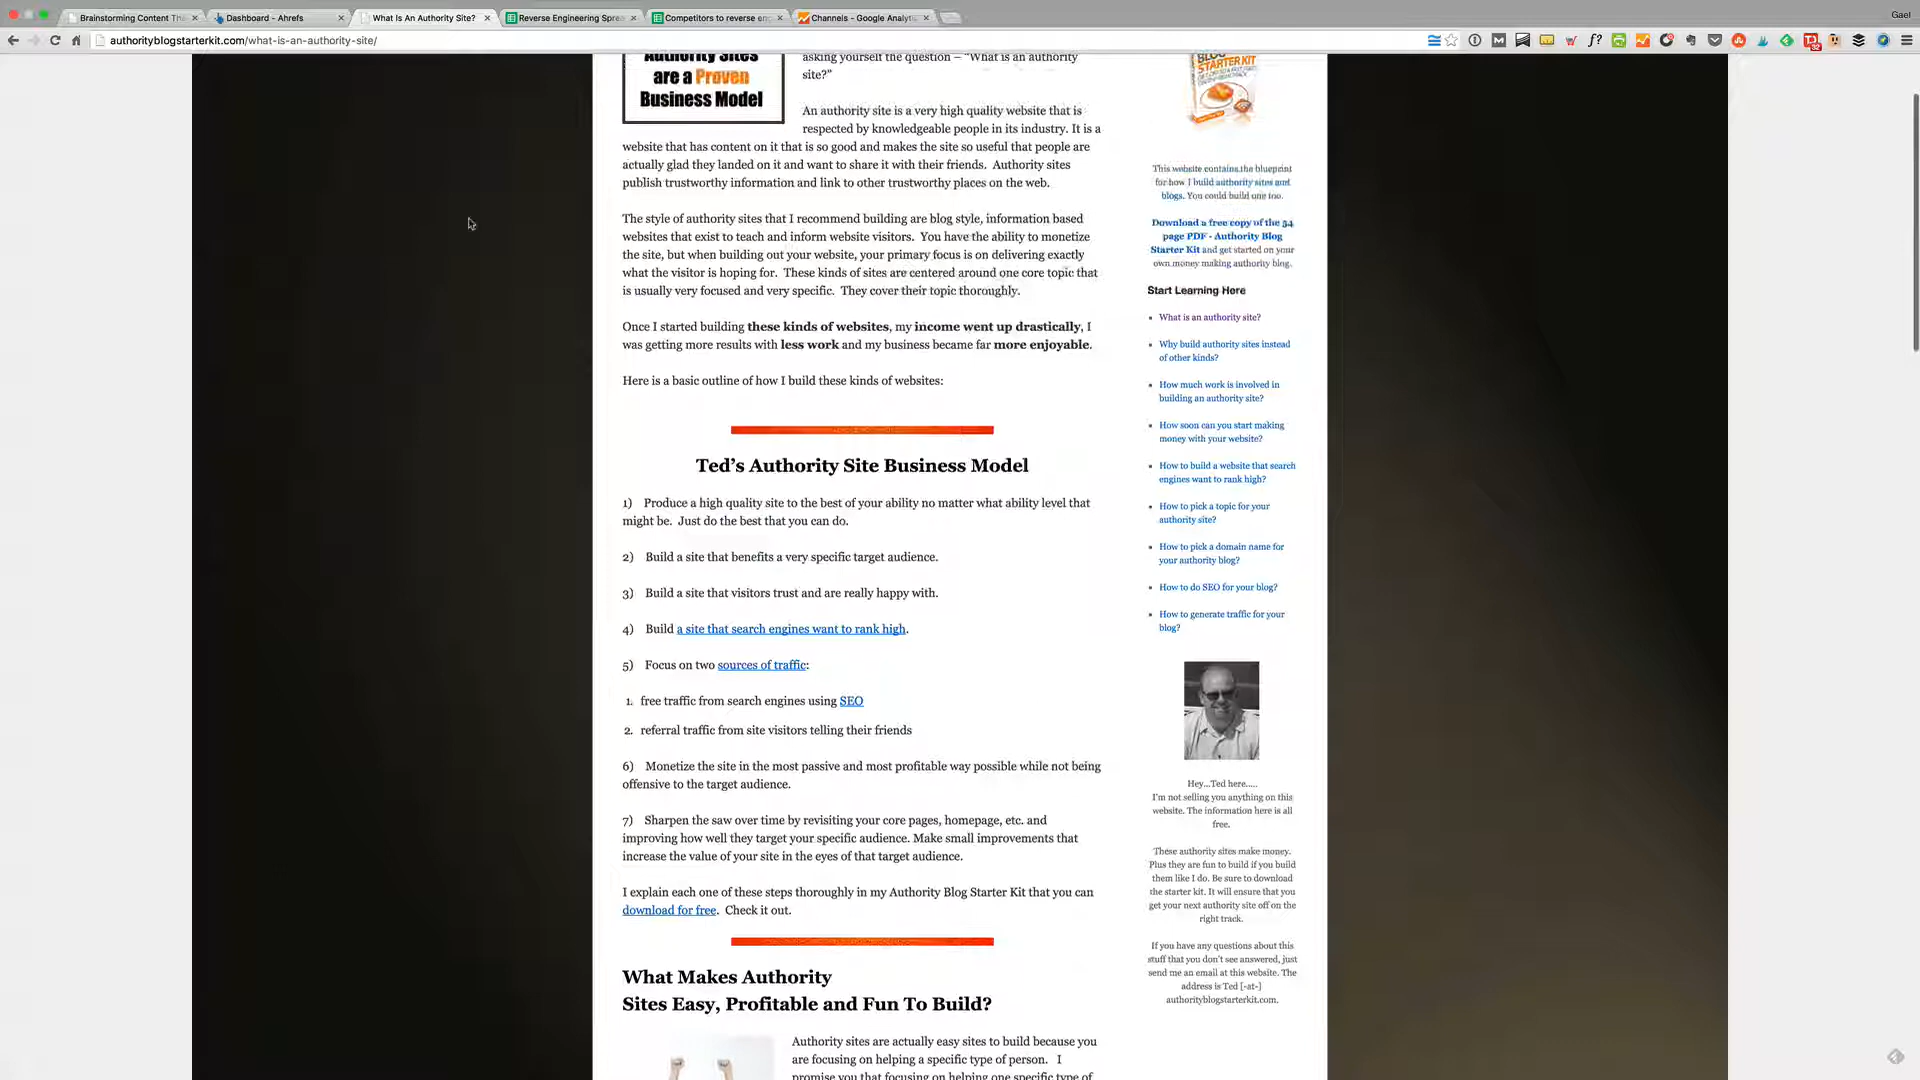 Brainstorming Content Th
Dashboard - Ahrefs
What Is An Authority Site?
Reverse Engineering Spre
Competitors to reverse en
Channels - Google Analyti
Gael
authorityblogstarterkit.com/what-is-an-authority-site/
Authority Sites
are a Proven
Business Model
asking yourself the question – “What is an authority
site?”
An authority site is a very high quality website that is
respected by knowledgeable people in its industry. It is a
website that has content on it that is so good and makes the site so useful that people are
actually glad they landed on it and want to share it with their friends. Authority sites
publish trustworthy information and link to other trustworthy places on the web.
The style of authority sites that I recommend building are blog style, information based
websites that exist to teach and inform website visitors. You have the ability to monetize
the site, but when building out your website, your primary focus is on delivering exactly
what the visitor is hoping for. These kinds of sites are centered around one core topic that
is usually very focused and very specific. They cover their topic thoroughly.
Once I started building these kinds of websites, my income went up drastically, I
was getting more results with less work and my business became far more enjoyable.
Here is a basic outline of how I build these kinds of websites:
Ted’s Authority Site Business Model
1) Produce a high quality site to the best of your ability no matter what ability level that
might be. Just do the best that you can do.
2) Build a site that benefits a very specific target audience.
3) Build a site that visitors trust and are really happy with.
4) Build a site that search engines want to rank high.
5) Focus on two sources of traffic:
1. free traffic from search engines using SEO
2. referral traffic from site visitors telling their friends
6) Monetize the site in the most passive and most profitable way possible while not being
offensive to the target audience.
7) Sharpen the saw over time by revisiting your core pages, homepage, etc. and
improving how well they target your specific audience. Make small improvements that
increase the value of your site in the eyes of that target audience.
I explain each one of these steps thoroughly in my Authority Blog Starter Kit that you can
download for free. Check it out.
What Makes Authority
Sites Easy, Profitable and Fun To Build?
Authority sites are actually easy sites to build because you
are focusing on helping a specific type of person. I
promise you that focusing on helping one specific type of
BLOG
STARTER KIT
This website contains the blueprint
for how I build authority sites and
blogs. You could build one too.
Download a free copy of the 54
page PDF - Authority Blog
Starter Kit and get started on your
own money making authority blog.
Start Learning Here
What is an authority site?
Why build authority sites instead
of other kinds?
How much work is involved in
building an authority site?
How soon can you start making
money with your website?
How to build a website that search
engines want to rank high?
How to pick a topic for your
authority site?
How to pick a domain name for
your authority blog?
How to do SEO for your blog?
How to generate traffic for your
blog?
Hey...Ted here.....
I'm not selling you anything on this
website. The information here is all
free.
These authority sites make money.
Plus they are fun to build if you build
them like I do. Be sure to download
the starter kit. It will ensure that you
get your next authority site off on the
right track.
If you have any questions about this
stuff that you don't see answered, just
send me an email at this website. The
address is Ted [-at-]
authorityblogstarterkit.com.